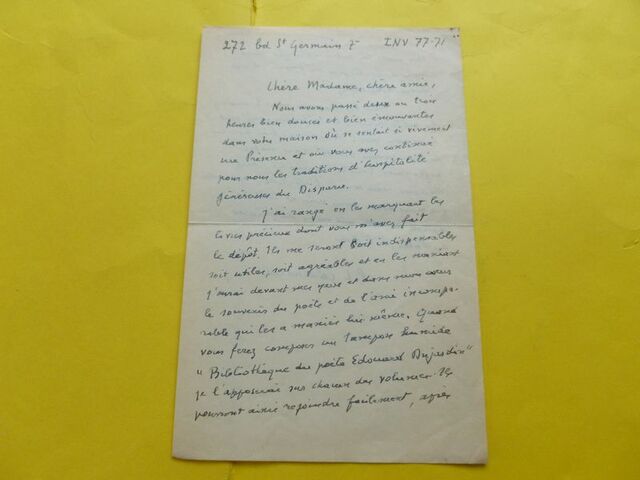 272 bd St Germain 7e INV 77-71
Chère Madame, chère amie,
Nous avons passé deux ou trois
heures bien douces et bien émouvantes
dans votre maison où se sentait si vivement
une Présence et où vous avez continué
pour nous les traditions d'hospitalité
généreuse du Disparu.
J'ai rangé en les marquant les
livres précieux dont vous m'avez fait
le dépôt. Ils me seront soit indispensables
soit utiles, soit agréables et en les maniant
j'aurai devant mes yeux et dans mon cœur
le souvenir du poète et de l'ami incompa-
rable qui les a maniés lui même. Quand
vous ferez composer un tampon humide
"Bibliothèque du poète Edouard Dujardin"
je l'apposerai sur chacun des volumes. Ils
pourront ainsi rejoindre facilement, après